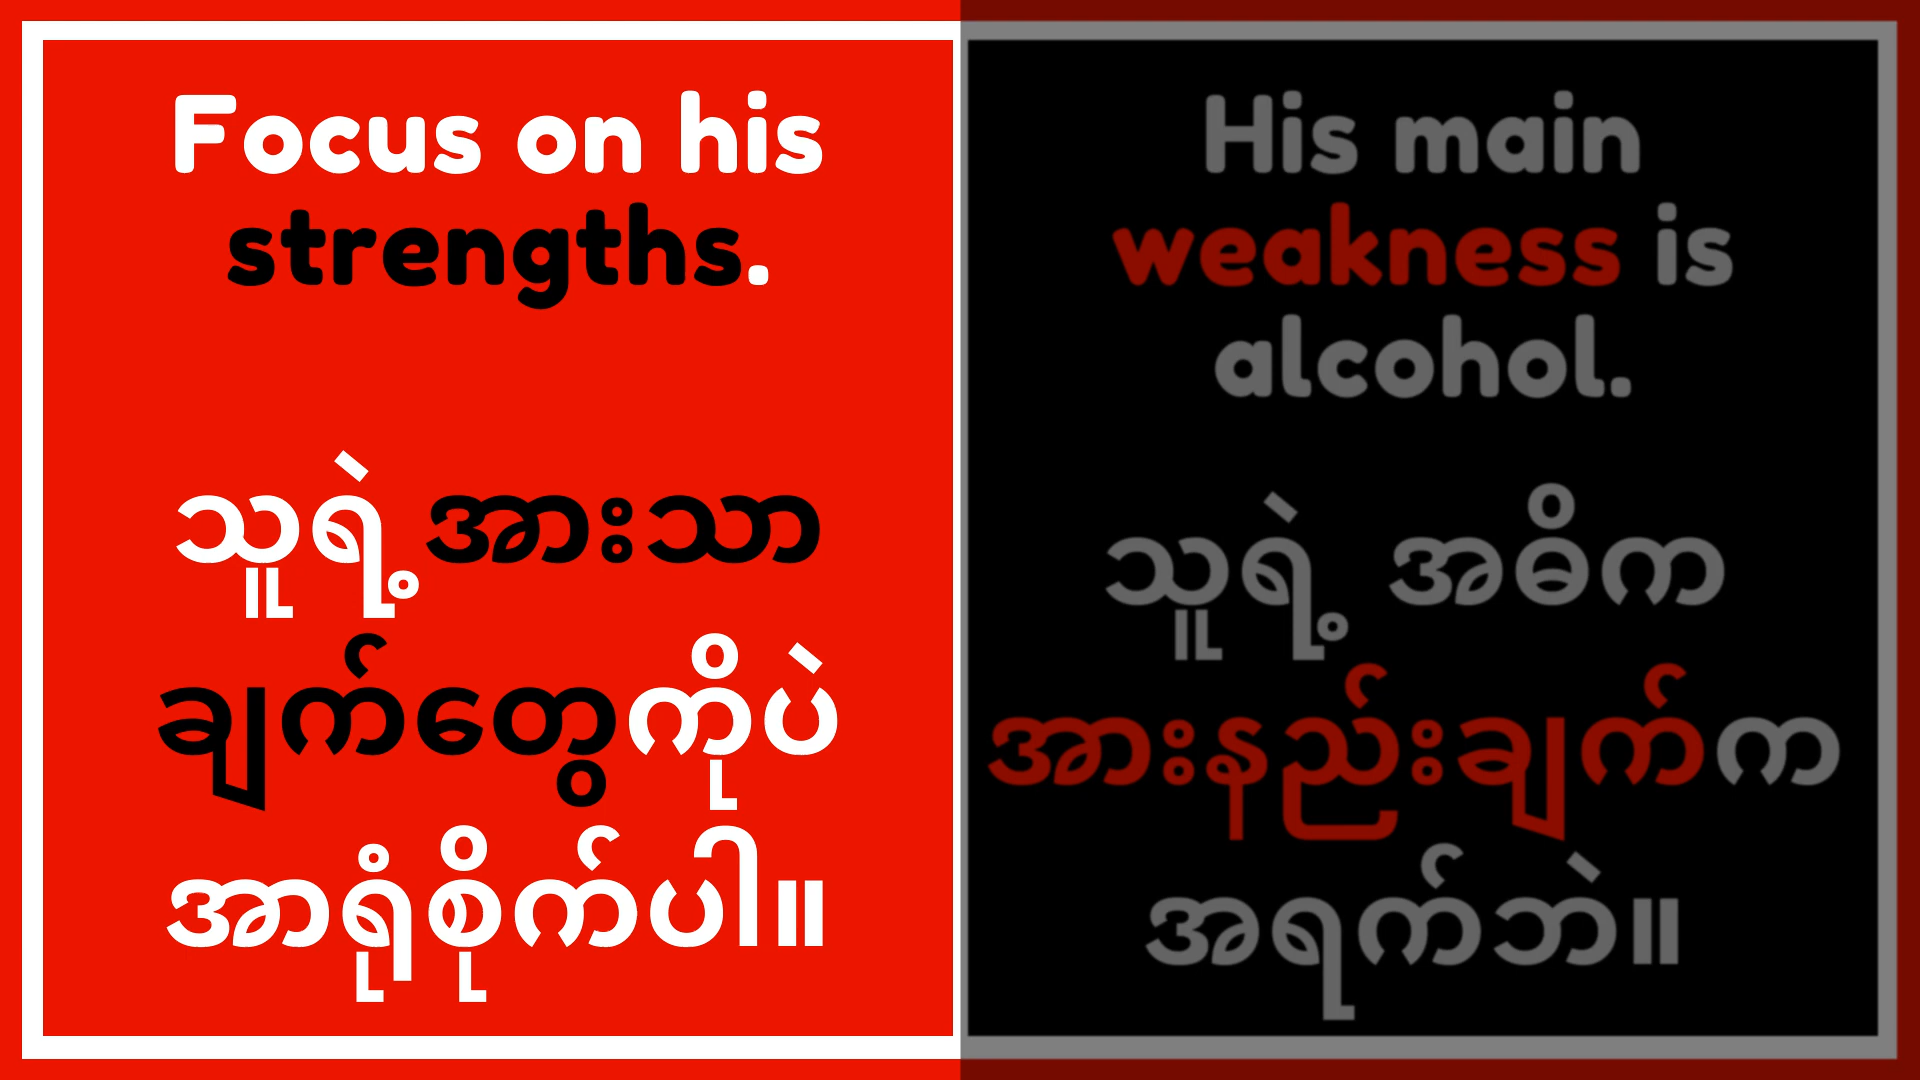 Focus on his
strengths.
သူရဲ့အားသာ
ချက်တွေကိုပဲ
အာရုံစိုက်ပါ။
His main
weakness is
alcohol.
သူရဲ့ အဓိက
အားနည်းချက်က
အရက်ဘဲ။